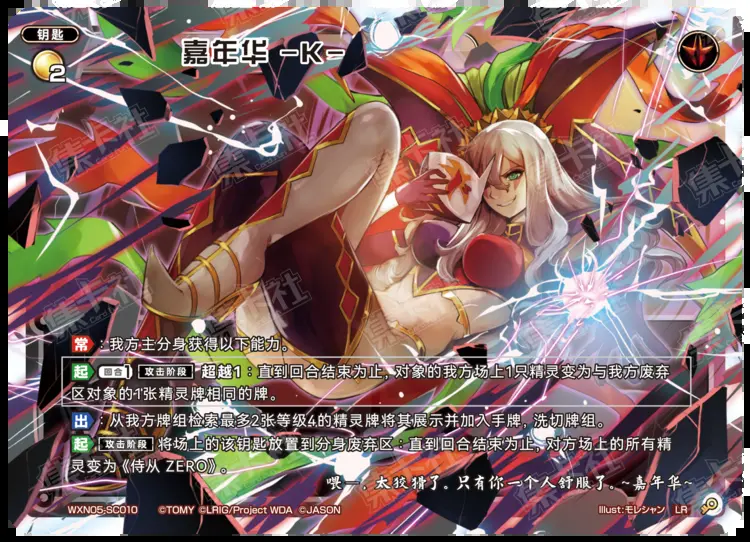 钥匙
2
嘉年华 -K-
常：我方主分身获得以下能力。
起 回合1 攻击阶段 超越1：直到回合结束为止，对象的我方场上1只精灵变为与我方废弃
区对象的1张精灵牌相同的牌。
出：从我方牌组检索最多2张等级4的精灵牌将其展示并加入手牌，洗切牌组。
起 攻击阶段 将场上的该钥匙放置到分身废弃区：直到回合结束为止，对方场上的所有精
灵变为《侍从 ZERO》。
喂—，太狡猾了。只有你一个人舒服了。~嘉年华~
WXN05-SC010 ©TOMY ©LRIG/Project WDA ©JASON Illust:モレシャン LR
集卡社